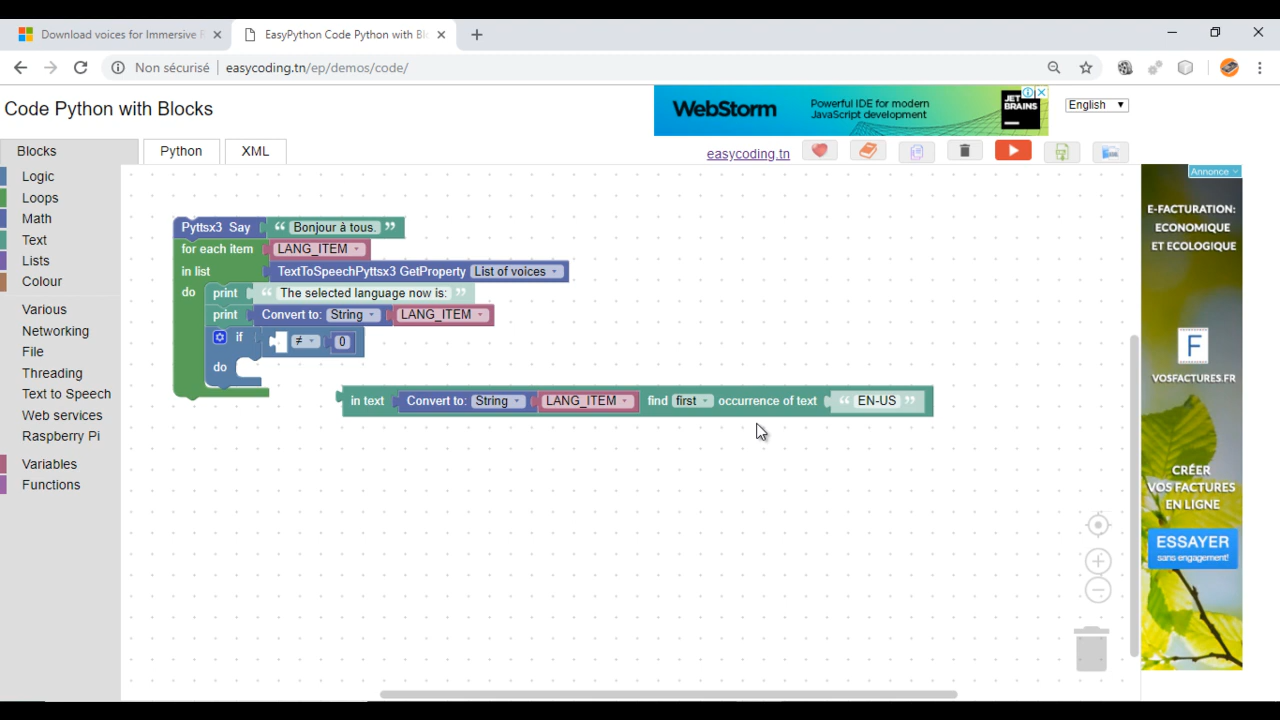 Download voices for Immersive R
EasyPython Code Python with Bl
Non sécurisé
easycoding.tn/ep/demos/code/
Code Python with Blocks
WebStorm
Powerful IDE for modern
JavaScript development
JET
BRAINS
English
Blocks
Python
XML
easycoding.tn
Logic
Loops
Math
Text
Lists
Colour
Various
Networking
File
Threading
Text to Speech
Web services
Raspberry Pi
Variables
Functions
Pyttsx3 Say “ Bonjour à tous. ”
for each item LANG_ITEM
in list TextToSpeechPyttsx3 GetProperty List of voices
do print “ The selected language now is: ”
print Convert to: String LANG_ITEM
if ≠ 0
do
in text Convert to: String LANG_ITEM find first occurrence of text “ EN-US ”
Annonce
E-FACTURATION:
ECONOMIQUE
ET ECOLOGIQUE
F
VOSFACTURES.FR
CRÉER
VOS FACTURES
EN LIGNE
ESSAYER
sans engagement!